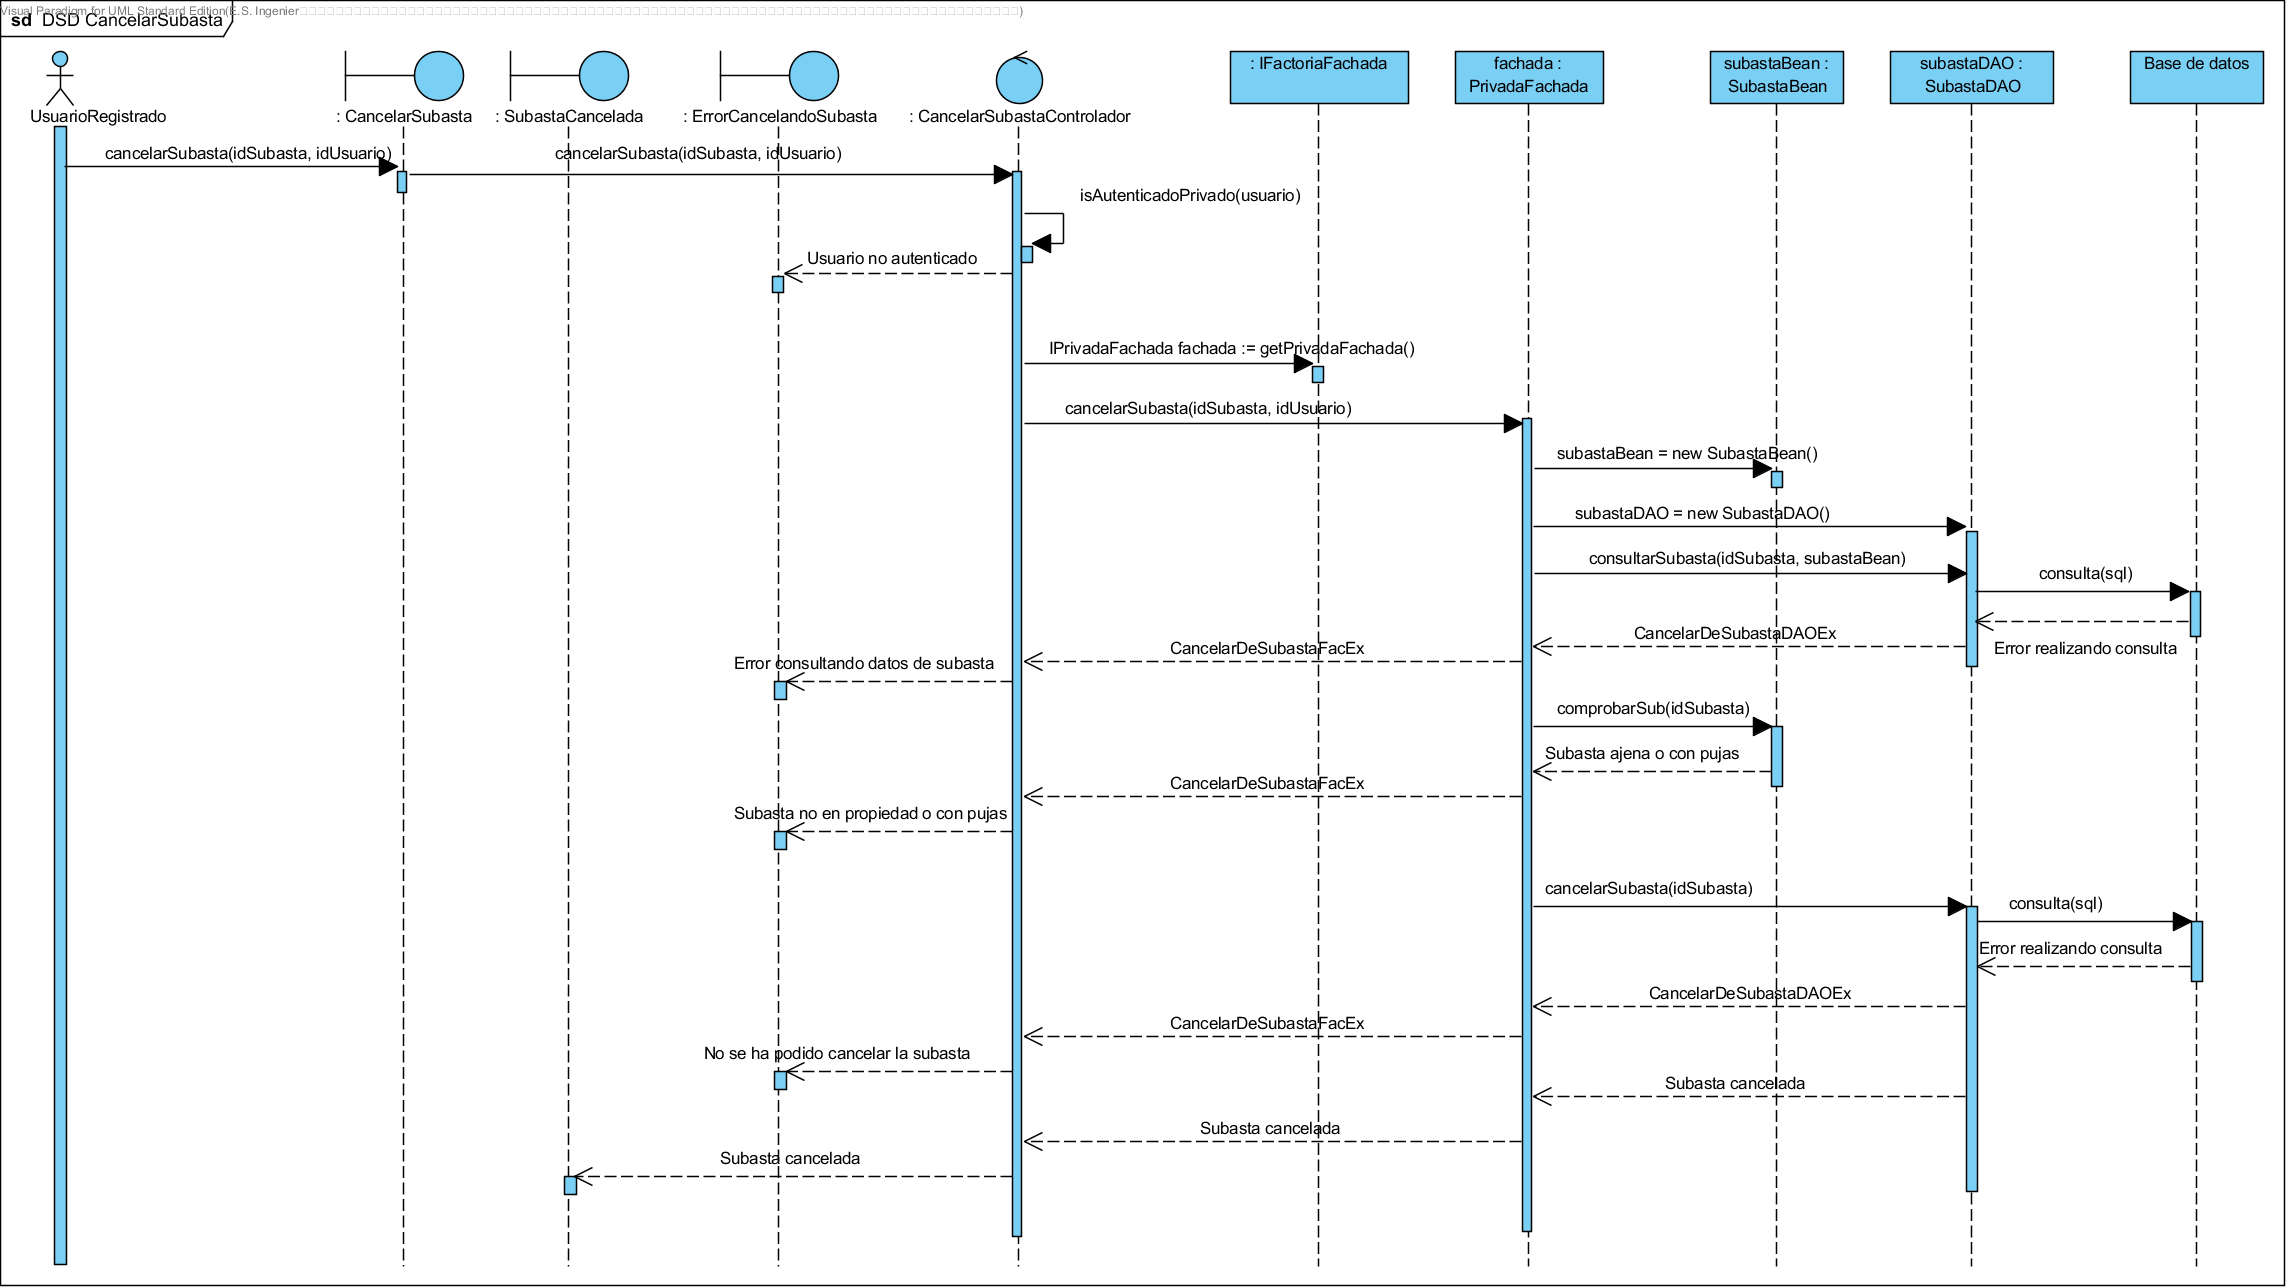 Visual Paradigm for UML Standard Edition(E.S. Ingenier
sd DSD CancelarSubasta
UsuarioRegistrado
: CancelarSubasta
: SubastaCancelada
: ErrorCancelandoSubasta
: CancelarSubastaControlador
: IFactoriaFachada
fachada :
PrivadaFachada
subastaBean :
SubastaBean
subastaDAO :
SubastaDAO
Base de datos
cancelarSubasta(idSubasta, idUsuario)
cancelarSubasta(idSubasta, idUsuario)
isAutenticadoPrivado(usuario)
Usuario no autenticado
IPrivadaFachada fachada := getPrivadaFachada()
cancelarSubasta(idSubasta, idUsuario)
subastaBean = new SubastaBean()
subastaDAO = new SubastaDAO()
consultarSubasta(idSubasta, subastaBean)
consulta(sql)
CancelarDeSubastaDAOEx
Error realizando consulta
CancelarDeSubastaFacEx
Error consultando datos de subasta
comprobarSub(idSubasta)
Subasta ajena o con pujas
CancelarDeSubastaFacEx
Subasta no en propiedad o con pujas
cancelarSubasta(idSubasta)
consulta(sql)
Error realizando consulta
CancelarDeSubastaDAOEx
CancelarDeSubastaFacEx
No se ha podido cancelar la subasta
Subasta cancelada
Subasta cancelada
Subasta cancelada